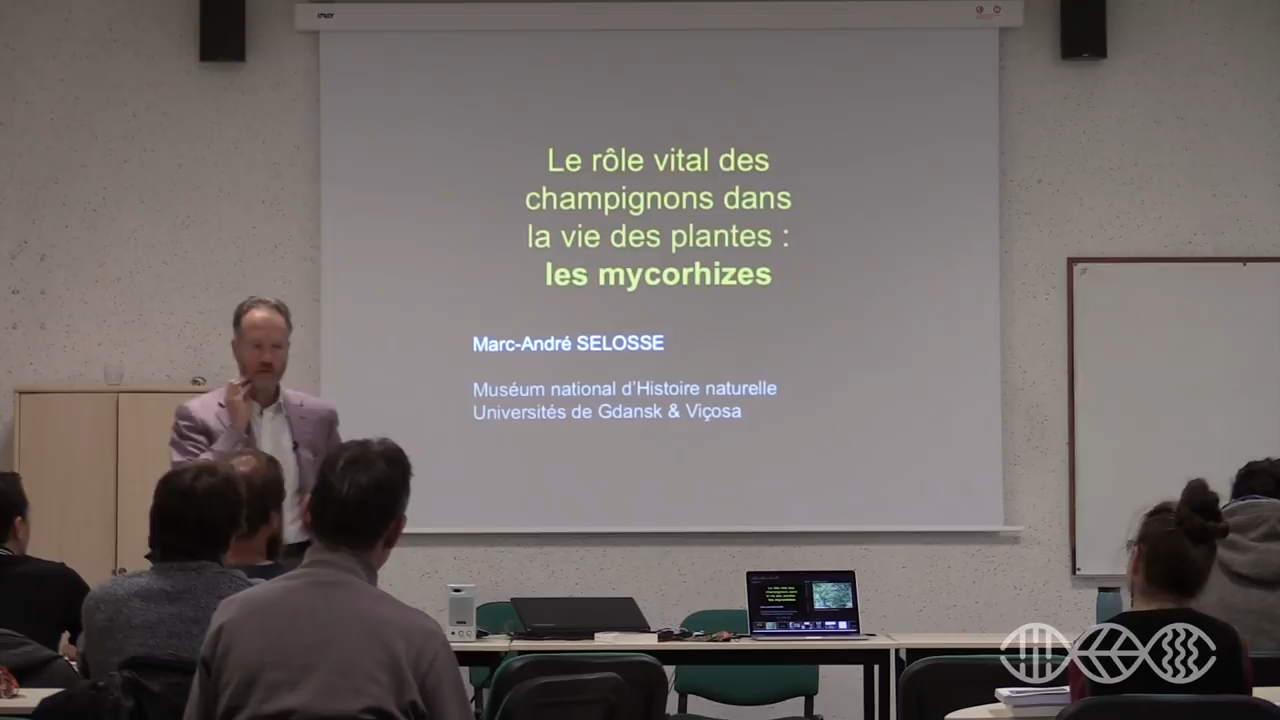 Le rôle vital des
champignons dans
la vie des plantes :
les mycorhizes
Marc-André SELOSSE
Muséum national d'Histoire naturelle
Universités de Gdansk & Viçosa